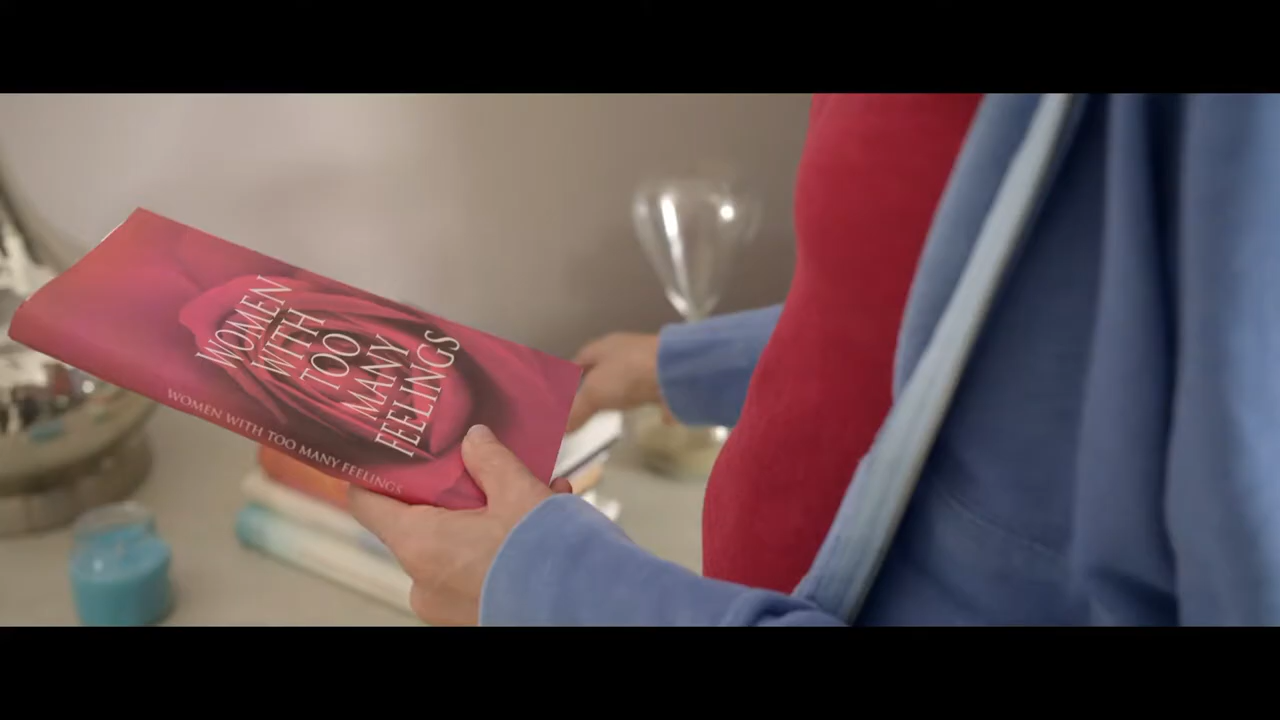 WOMEN
WITH
TOO
MANY
FEELINGS
WOMEN WITH TOO MANY FEELINGS